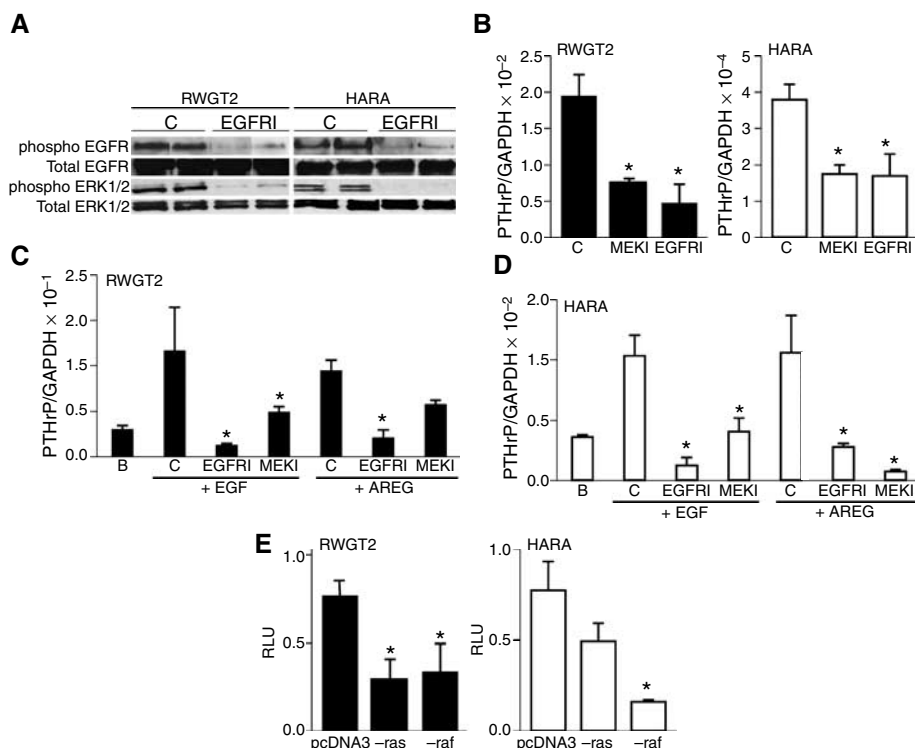 A
RWGT2 HARA
C EGFRI C EGFRI
phospho EGFR
Total EGFR
phospho ERK1/2
Total ERK1/2
B
RWGT2
PTHrP/GAPDH × 10−2
2.5
2.0
1.5
1.0
0.5
0.0
* *
C MEKI EGFRI
HARA
PTHrP/GAPDH × 10−4
5
4
3
2
1
0
* *
C MEKI EGFRI
C
RWGT2
PTHrP/GAPDH × 10−1
2.5
2.0
1.5
0.5
0.0
* * *
B C EGFRI MEKI C EGFRI MEKI
+ EGF + AREG
D
HARA
PTHrP/GAPDH × 10−2
2.0
1.5
0.5
0.0
* * * *
B C EGFRI MEKI C EGFRI MEKI
+ EGF + AREG
E
RWGT2
RLU
1.0
0.5
0.0
* *
pcDNA3 –ras –raf
HARA
RLU
1.0
0.5
0.0
*
pcDNA3 –ras –raf